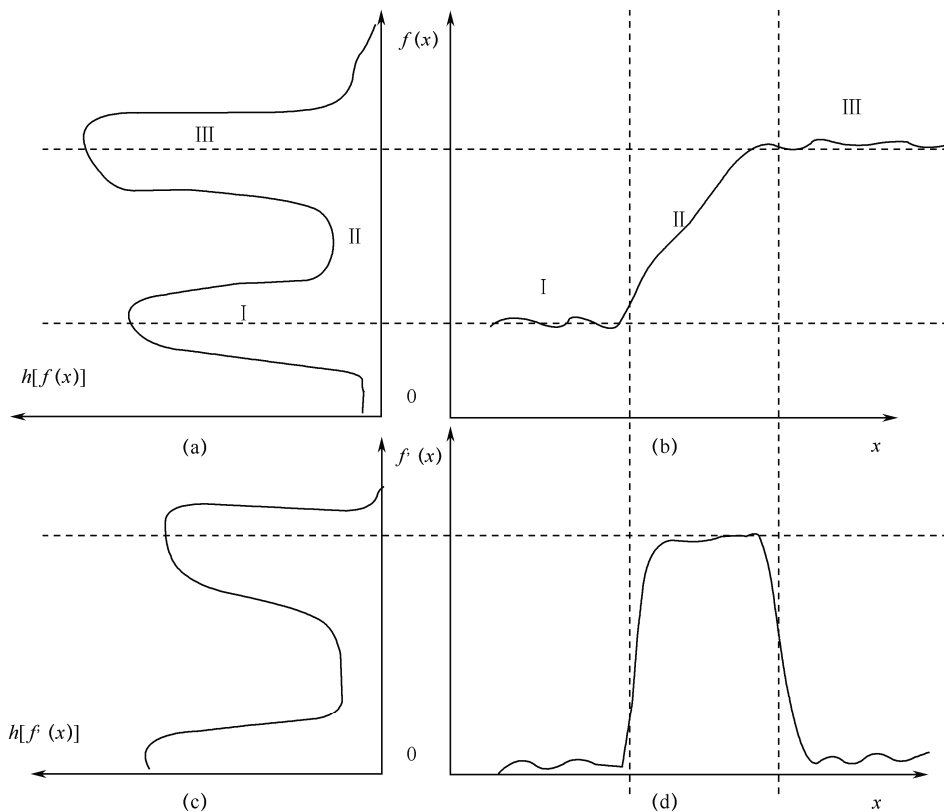 f(x)
III
III
II
II
I
I
h[f(x)]
0
(a)
(b)
x
f'(x)
h[f'(x)]
0
(c)
(d)
x